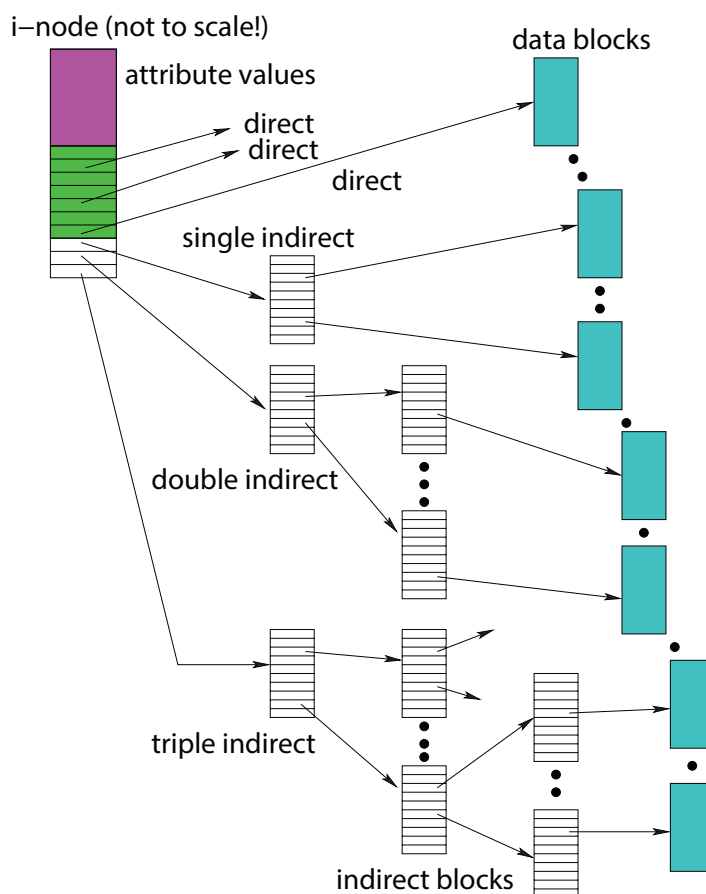 i−node (not to scale!)
data blocks
attribute values
direct
direct
direct
single indirect
double indirect
triple indirect
indirect blocks